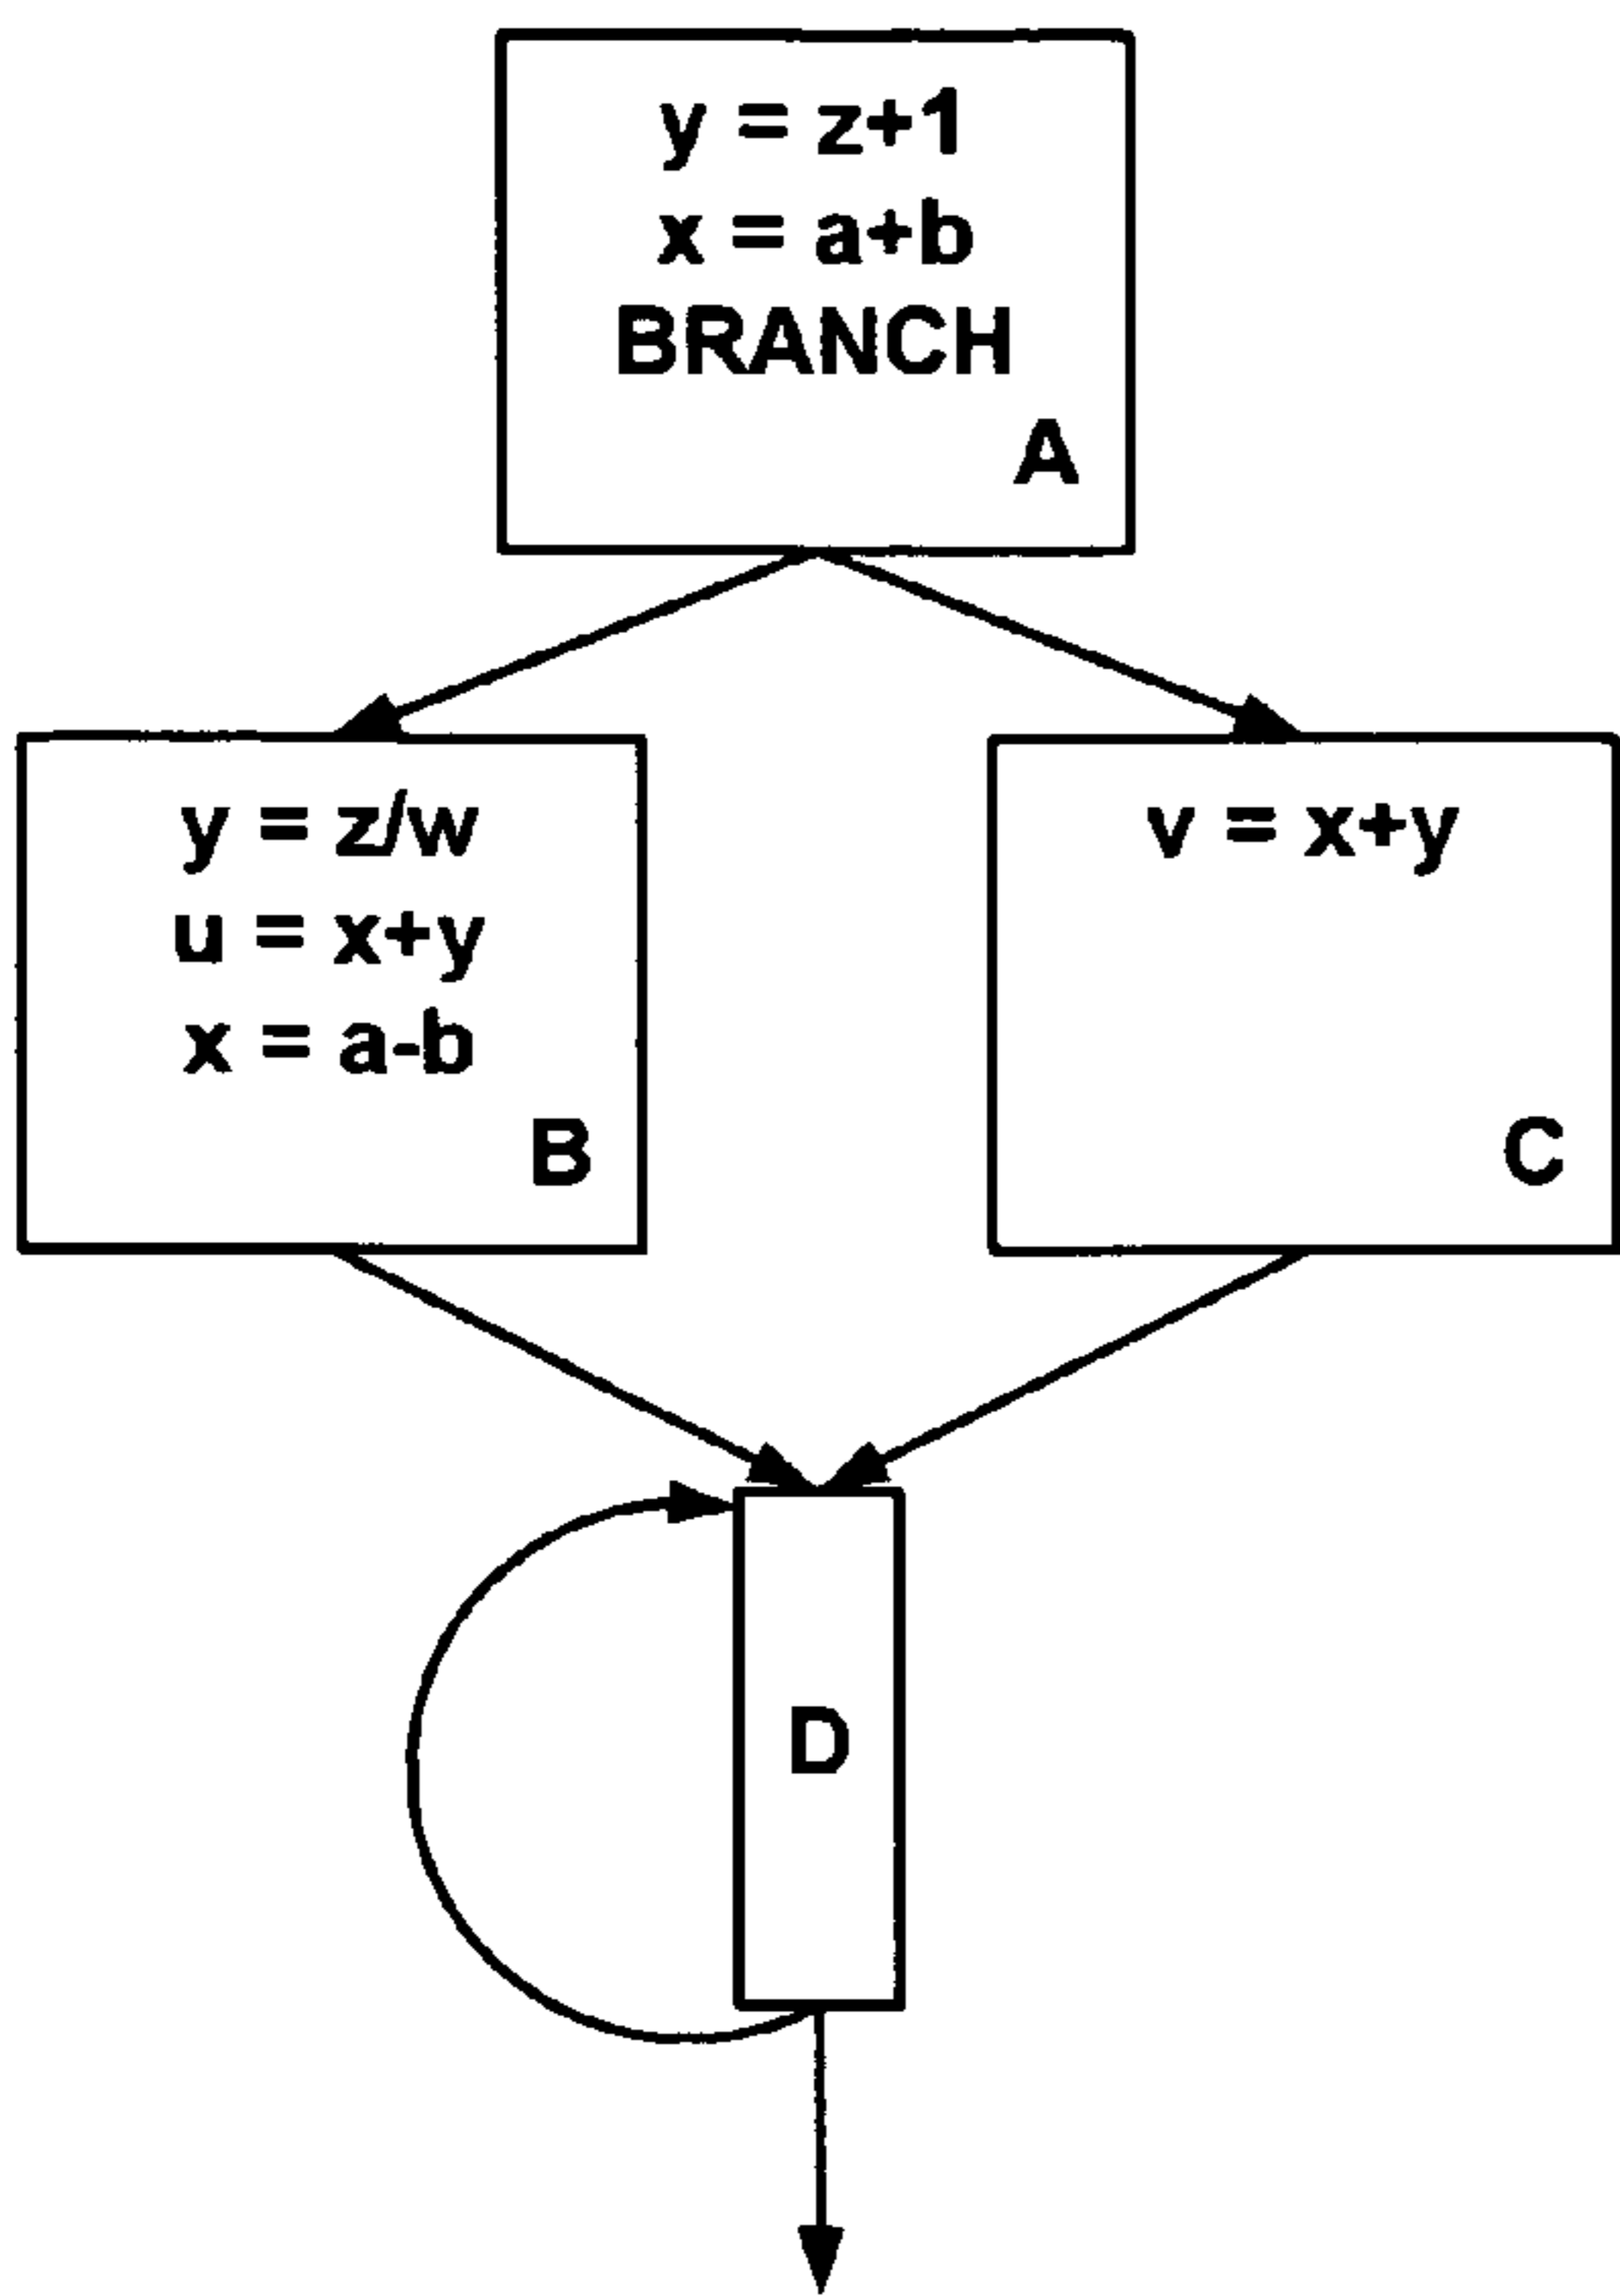 y = z+1
x = a+b
BRANCH
A
y = z/w
u = x+y
x = a-b
B
v = x+y
C
D